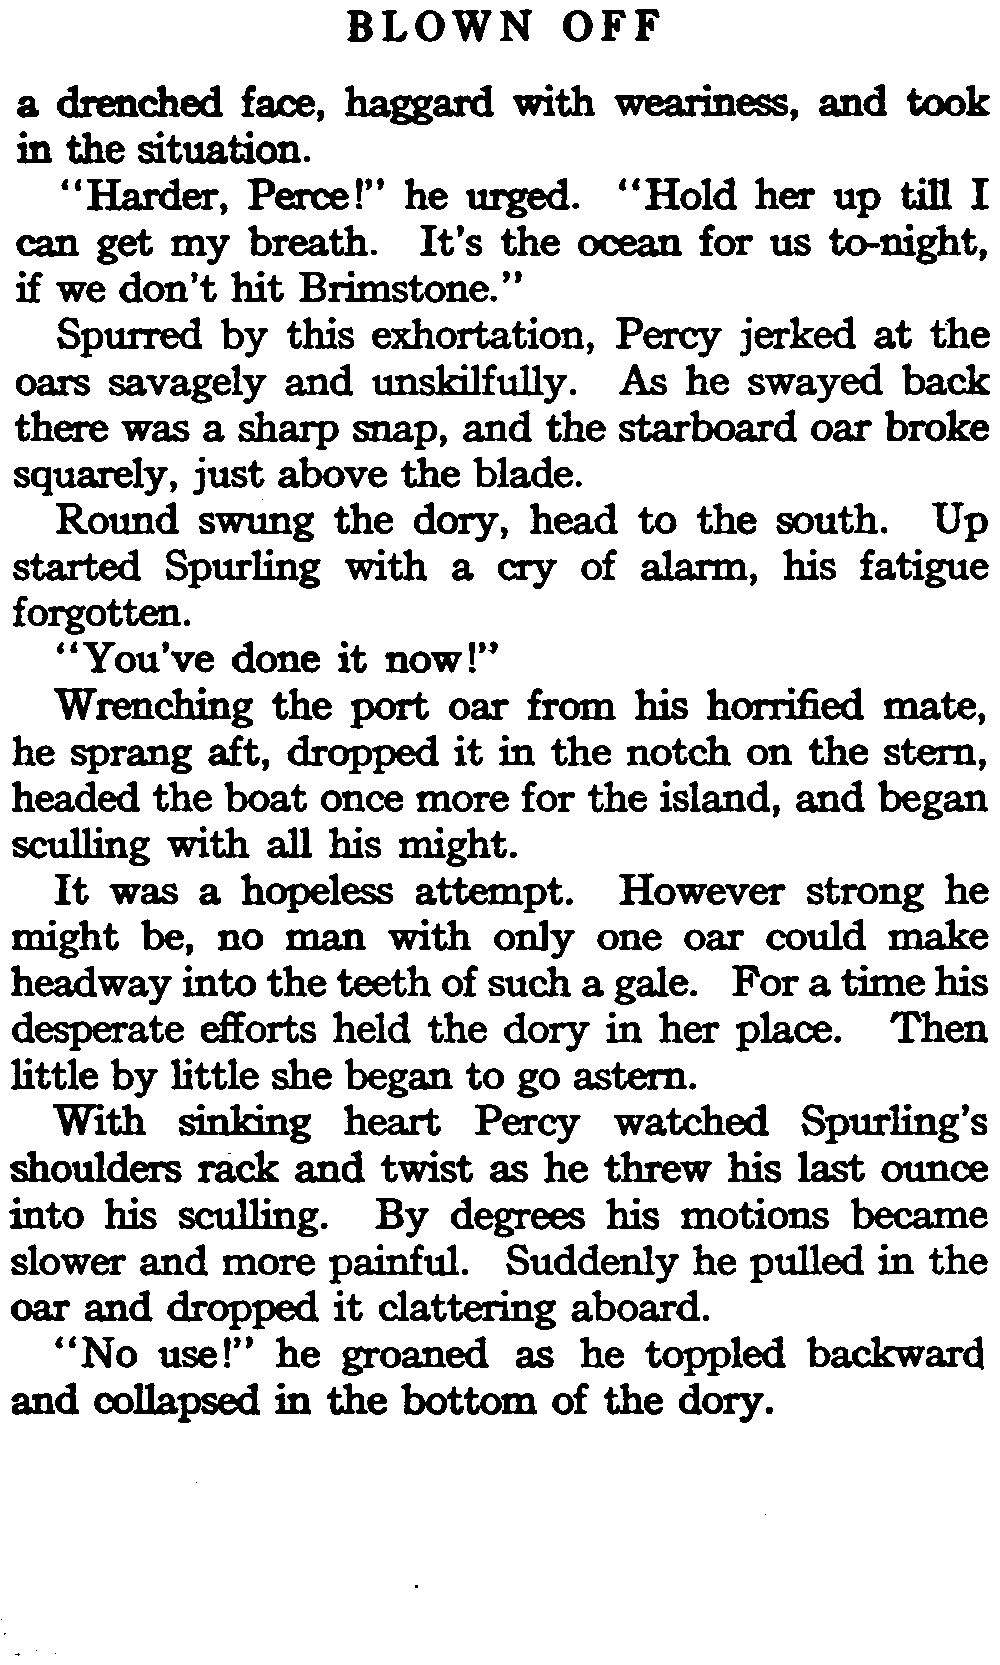 BLOWN OFF
a drenched face, haggard with weariness, and took
in the situation.
"Harder, Perce!" he urged. "Hold her up till I
can get my breath. It's the ocean for us to-night,
if we don't hit Brimstone."
Spurred by this exhortation, Percy jerked at the
oars savagely and unskilfully. As he swayed back
there was a sharp snap, and the starboard oar broke
squarely, just above the blade.
Round swung the dory, head to the south. Up
started Spurling with a cry of alarm, his fatigue
forgotten.
"You've done it now!"
Wrenching the port oar from his horrified mate,
he sprang aft, dropped it in the notch on the stern,
headed the boat once more for the island, and began
sculling with all his might.
It was a hopeless attempt. However strong he
might be, no man with only one oar could make
headway into the teeth of such a gale. For a time his
desperate efforts held the dory in her place. Then
little by little she began to go astern.
With sinking heart Percy watched Spurling's
shoulders rack and twist as he threw his last ounce
into his sculling. By degrees his motions became
slower and more painful. Suddenly he pulled in the
oar and dropped it clattering aboard.
"No use!" he groaned as he toppled backward
and collapsed in the bottom of the dory.